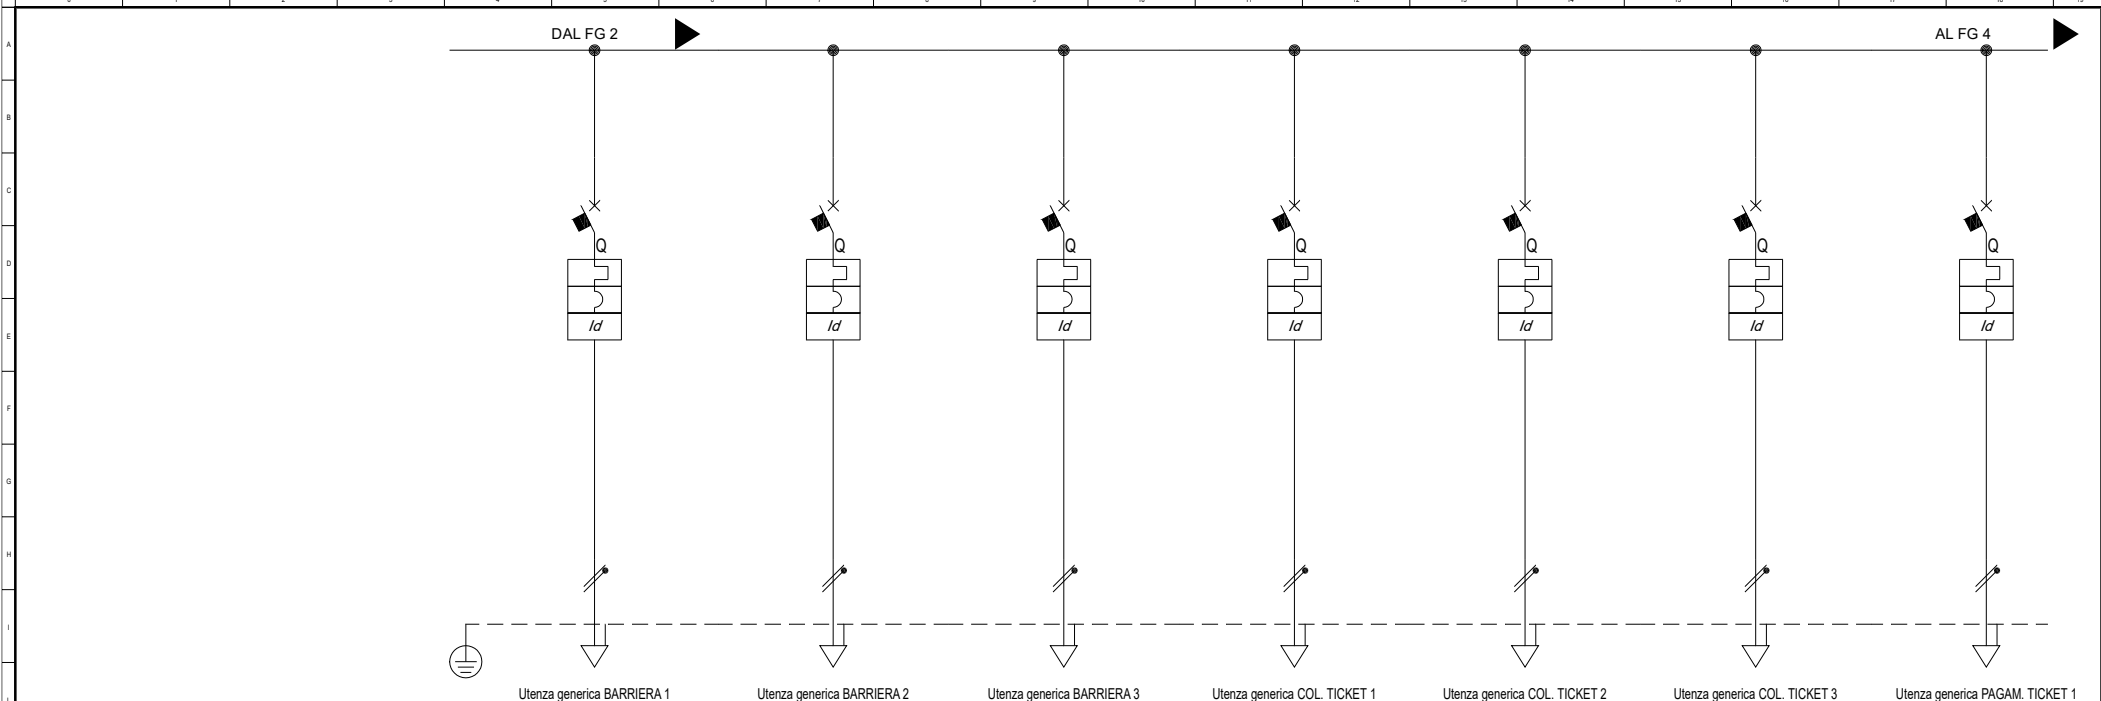 DAL FG 2
AL FG 4
A
B
C
D
E
F
G
H
I
Q Q Q Q Q Q Q
Id Id Id Id Id Id Id
Utenza generica BARRIERA 1
Utenza generica BARRIERA 2
Utenza generica BARRIERA 3
Utenza generica COL. TICKET 1
Utenza generica COL. TICKET 2
Utenza generica COL. TICKET 3
Utenza generica PAGAM. TICKET 1